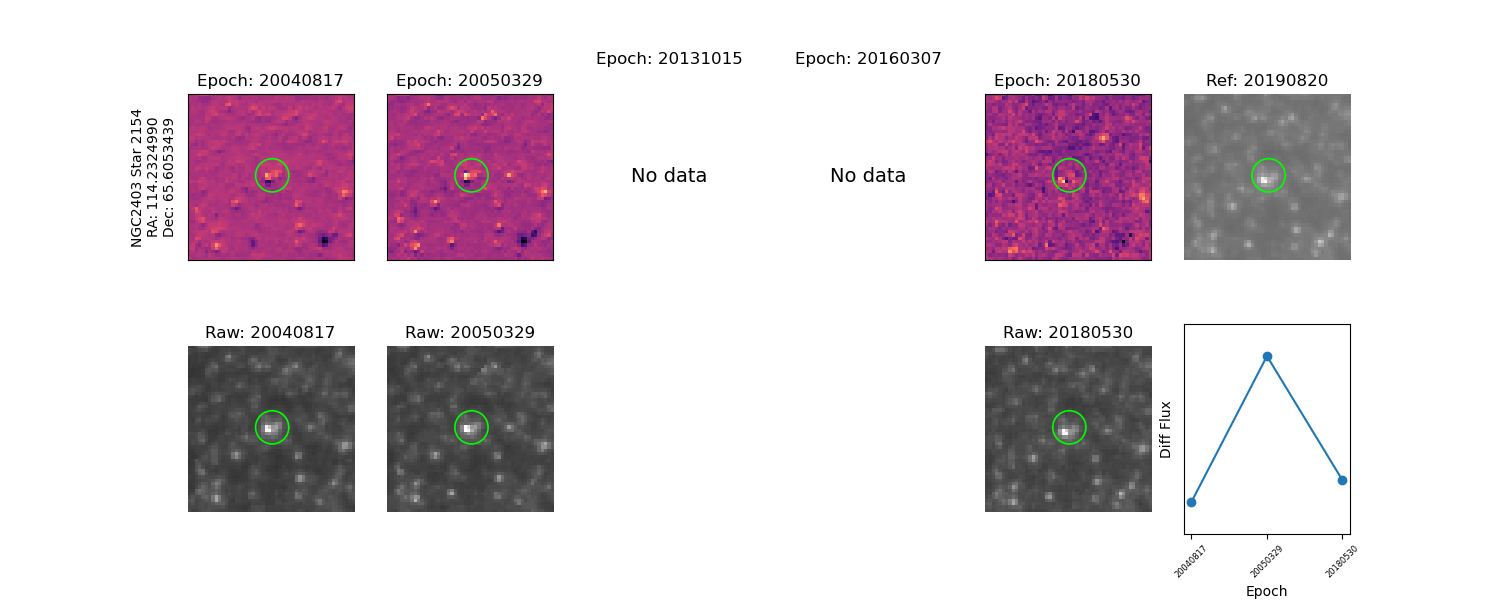 Epoch: 20040817
Epoch: 20050329
Epoch: 20131015
Epoch: 20160307
Epoch: 20180530
Ref: 20190820
NGC2403 Star 2154
RA: 114.2324990
Dec: 65.6053439
No data
No data
Raw: 20040817
Raw: 20050329
Raw: 20180530
Diff Flux
20040817
20050329
20180530
Epoch